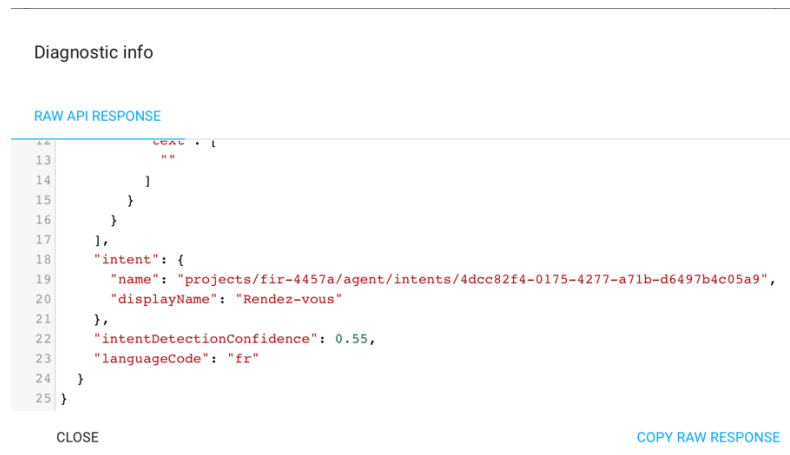 Diagnostic info
RAW API RESPONSE
12 "text": [
13 ""
14 ]
15 }
16 }
17 ],
18 "intent": {
19 "name": "projects/fir-4457a/agent/intents/4dcc82f4-0175-4277-a71b-d6497b4c05a9",
20 "displayName": "Rendez-vous"
21 },
22 "intentDetectionConfidence": 0.55,
23 "languageCode": "fr"
24 }
25 }
CLOSE COPY RAW RESPONSE